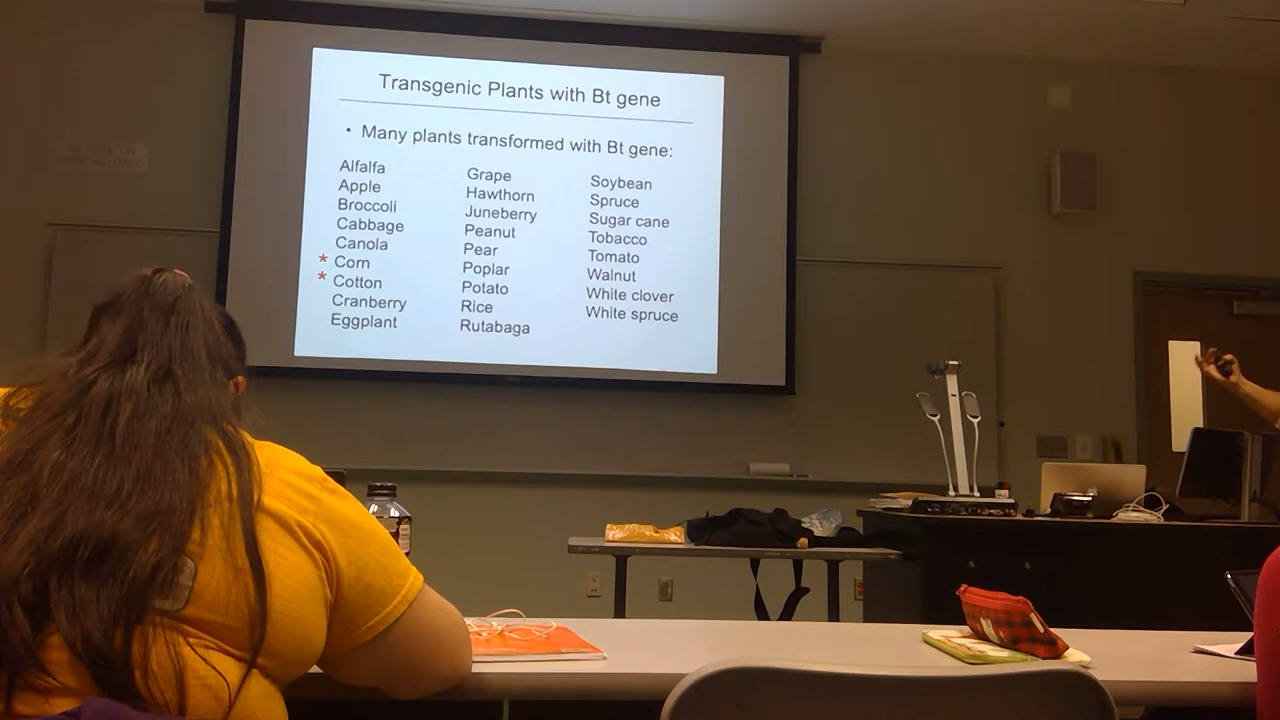 Transgenic Plants with Bt gene
• Many plants transformed with Bt gene:
Alfalfa
Apple
Broccoli
Cabbage
Canola
* Corn
* Cotton
Cranberry
Eggplant
Grape
Hawthorn
Juneberry
Peanut
Pear
Poplar
Potato
Rice
Rutabaga
Soybean
Spruce
Sugar cane
Tobacco
Tomato
Walnut
White clover
White spruce